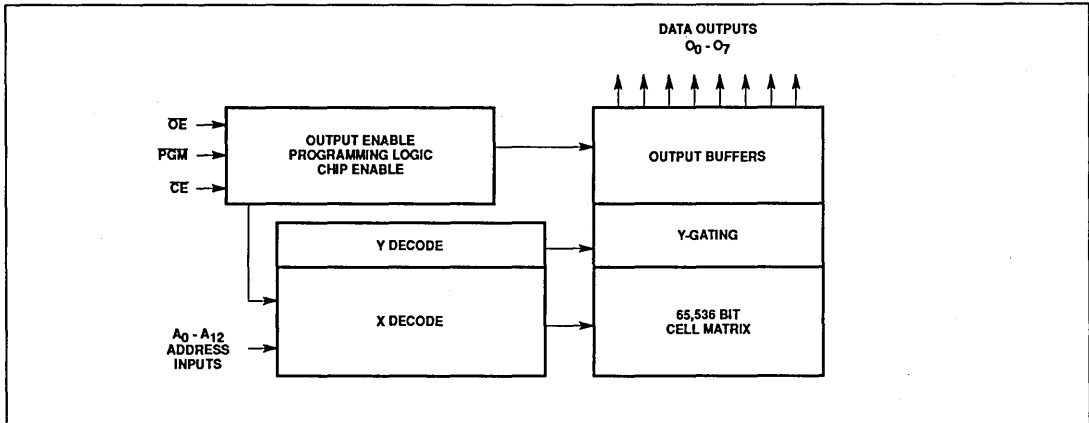 DATA OUTPUTS
O0 - O7
OE
PGM
CE
OUTPUT ENABLE
PROGRAMMING LOGIC
CHIP ENABLE
OUTPUT BUFFERS
Y DECODE
Y-GATING
X DECODE
65,536 BIT
CELL MATRIX
A0 - A12
ADDRESS
INPUTS